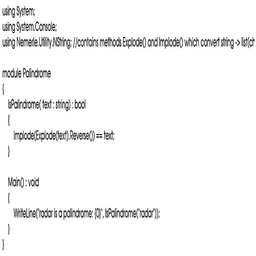 using System;
using System.Console;
using Nemerle.Utility.NString; //contains methods Explode() and Implode() which convert string -> list(ch
module Palindrome
{
IsPalindrome( text : string) : bool
{
Implode(Explode(text).Reverse()) == text;
}
Main() : void
{
WriteLine("radar is a palindrome: {0}", IsPalindrome("radar"));
}
}